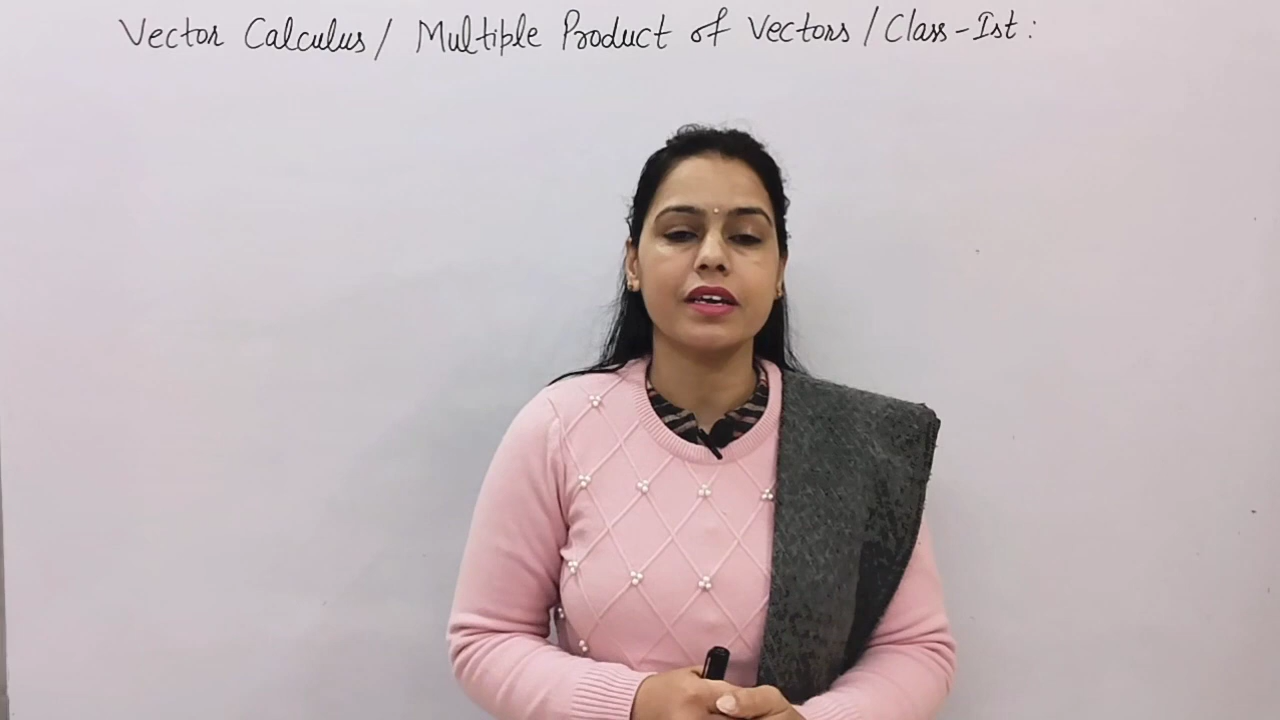 Vector Calculus / Multiple Product of Vectors / Class-Ist :